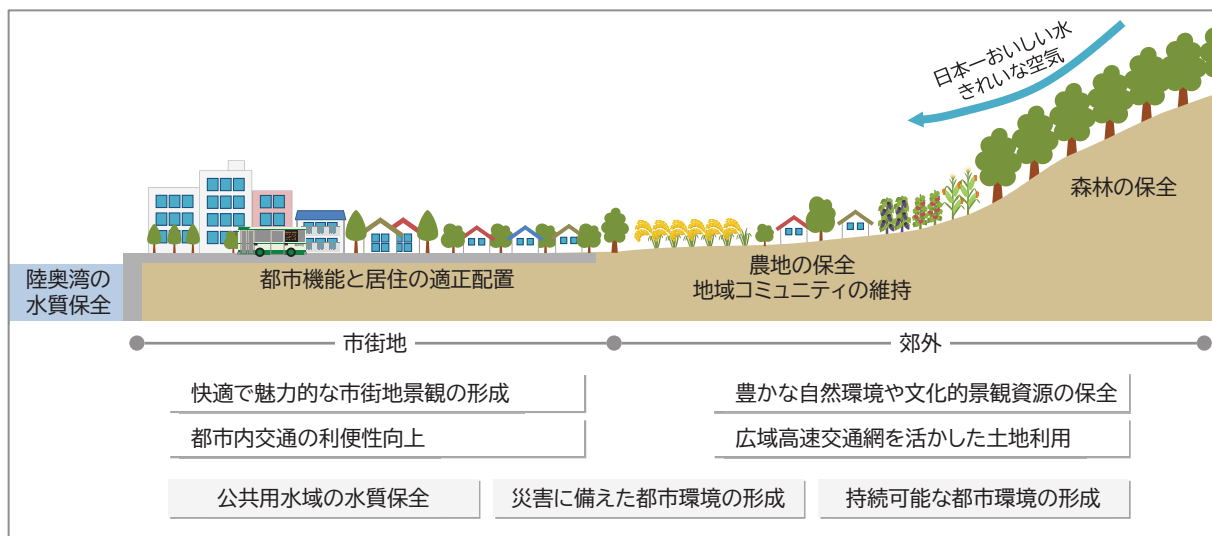 日本一おいしい水
きれいな空気
森林の保全
陸奥湾の
水質保全
都市機能と居住の適正配置
農地の保全
地域コミュニティの維持
市街地
郊外
快適で魅力的な市街地景観の形成
豊かな自然環境や文化的景観資源の保全
都市内交通の利便性向上
広域高速交通網を活かした土地利用
公共用水域の水質保全
災害に備えた都市環境の形成
持続可能な都市環境の形成